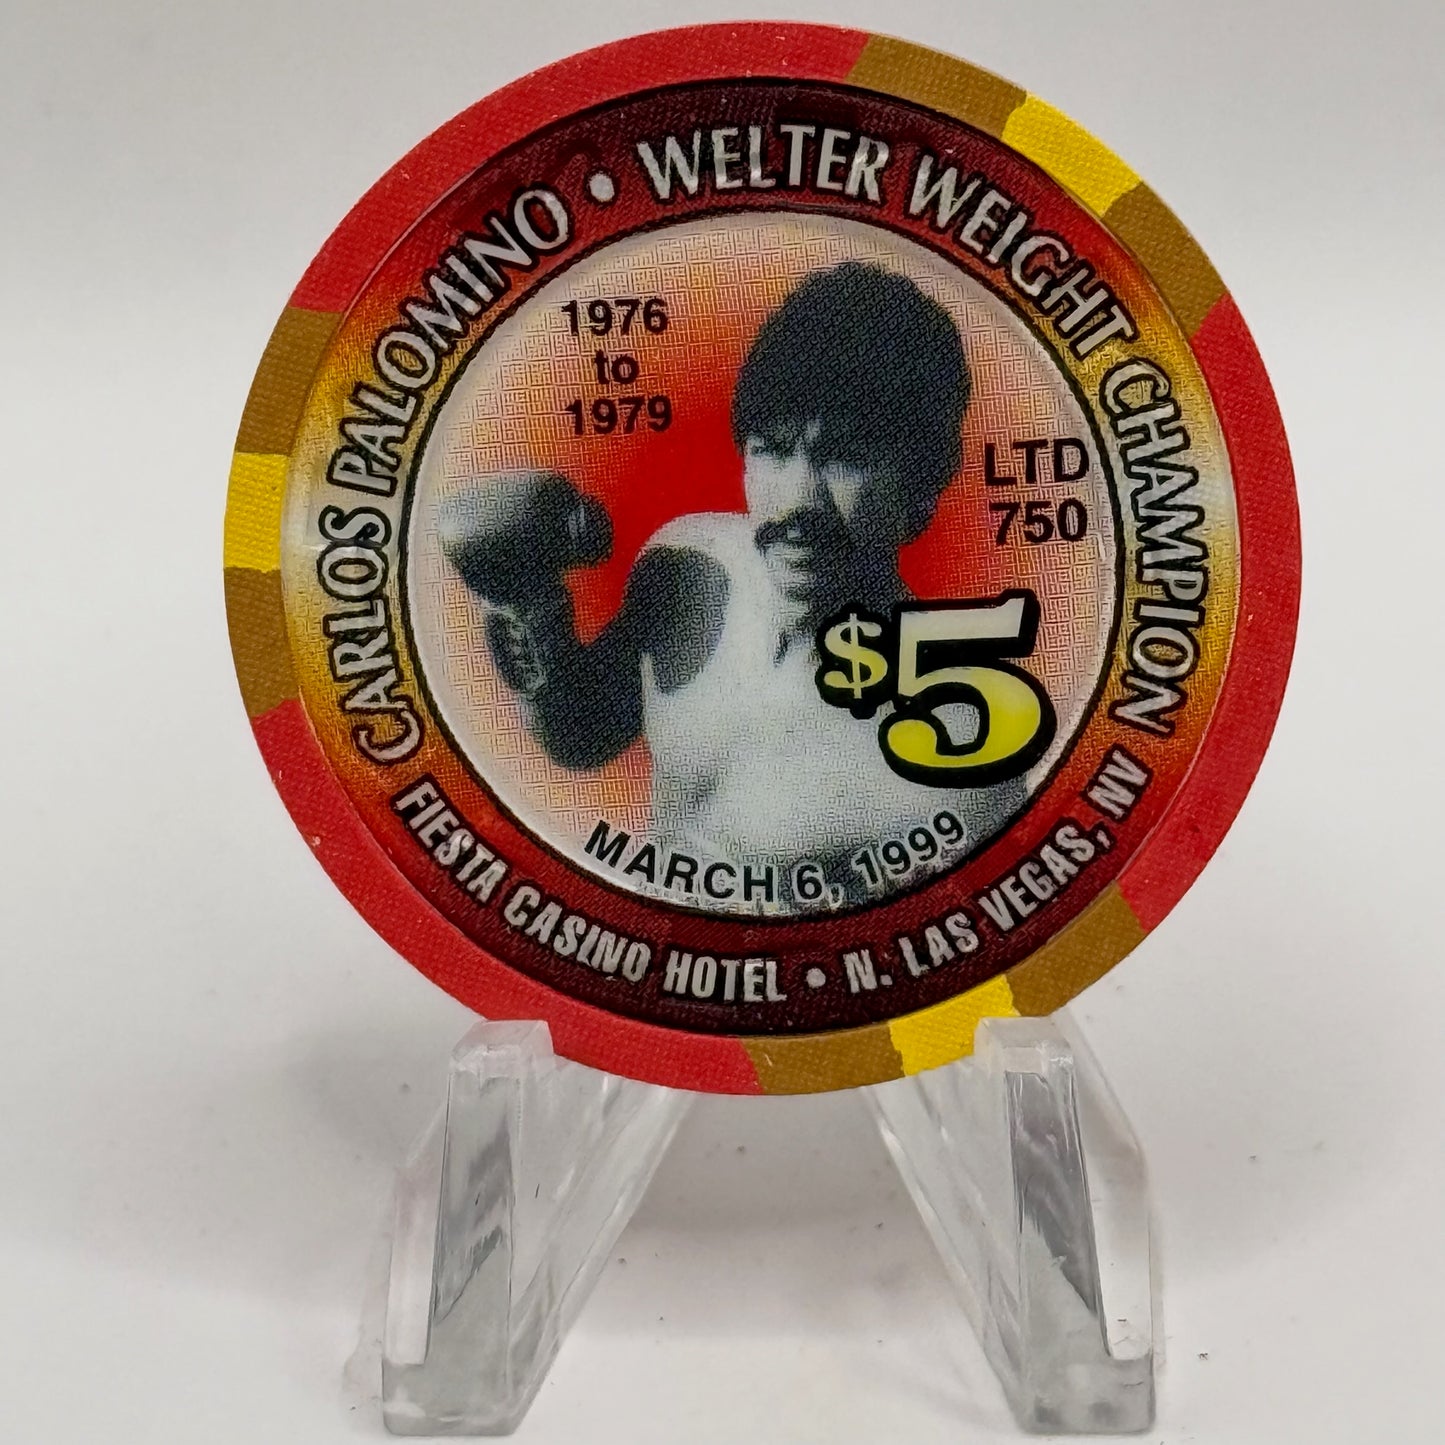 CARLOS PALOMINO • WELTER WEIGHT CHAMPION
1976
to
1979
LTD
750
$5
MARCH 6, 1999
FIESTA CASINO HOTEL • N. LAS VEGAS, NV